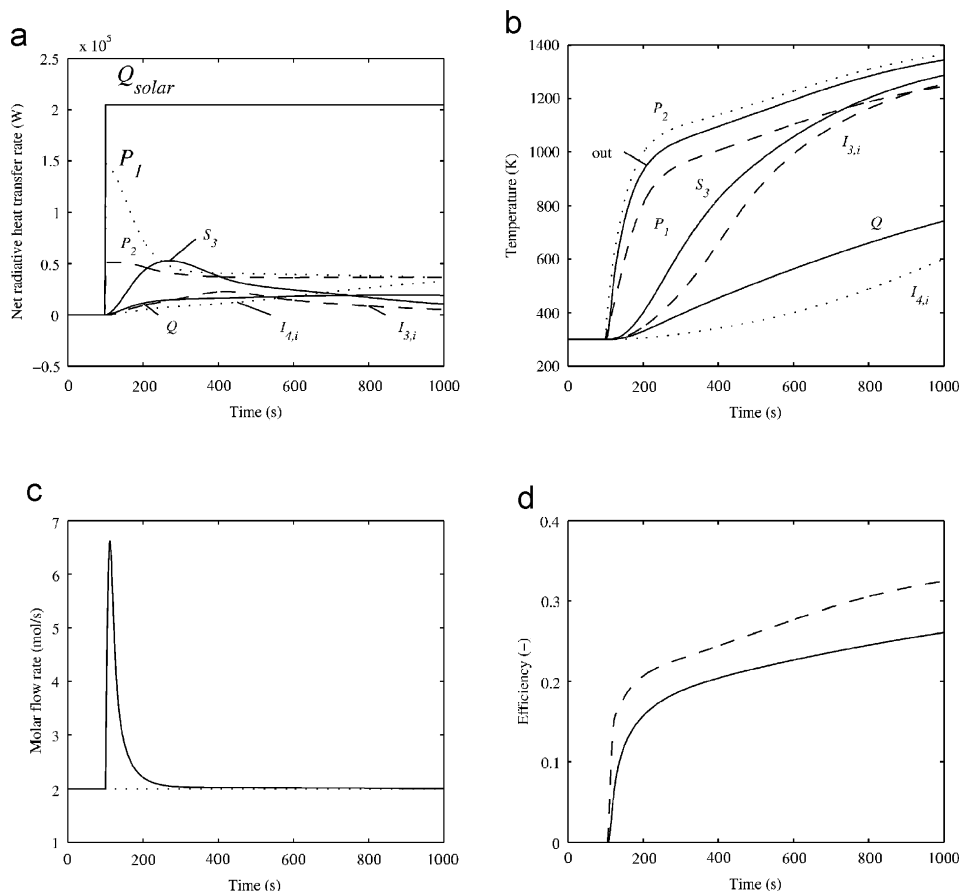 a
x 10⁵
2.5
2
1.5
1
0.5
0
−0.5
Net radiative heat transfer rate (W)
Q_solar
P_1
P_2
S_3
Q
I_4,i
I_3,i
0 200 400 600 800 1000
Time (s)
b
1400
1200
1000
800
600
400
200
Temperature (K)
P_2
out
S_3
P_1
I_3,i
Q
I_4,i
0 200 400 600 800 1000
Time (s)
c
7
6
5
4
3
2
1
Molar flow rate (mol/s)
0 200 400 600 800 1000
Time (s)
d
0.4
0.3
0.2
0.1
0
Efficiency (-)
0 200 400 600 800 1000
Time (s)